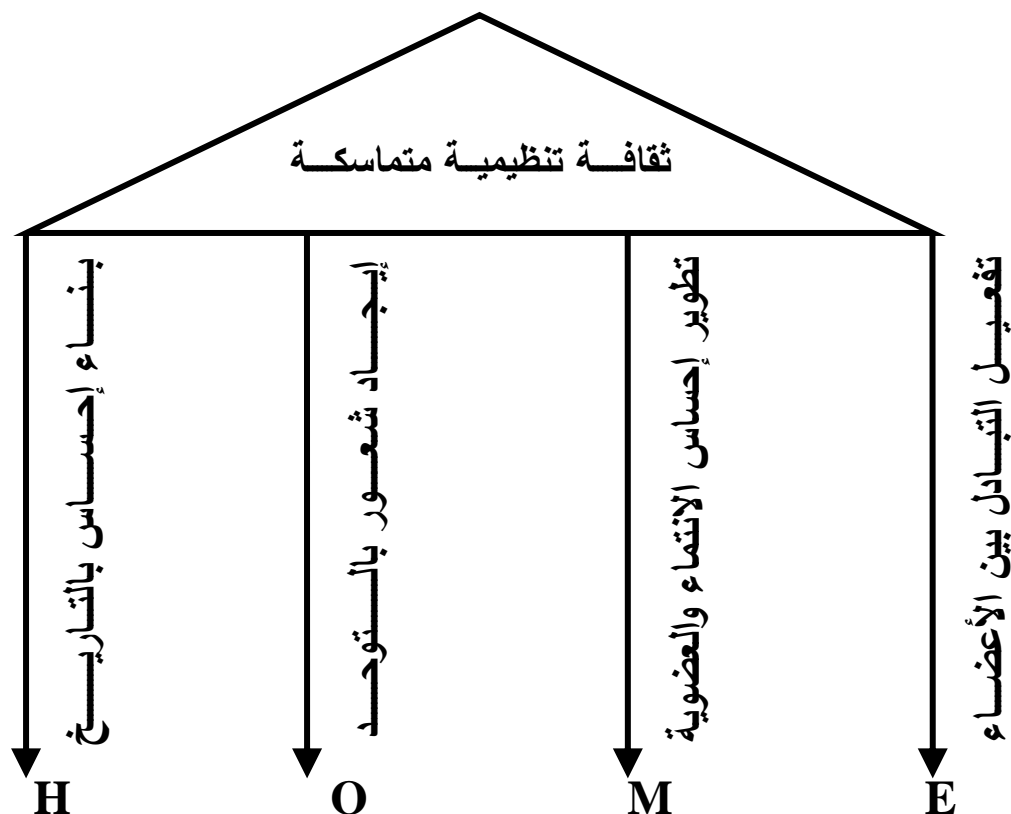 ثقافة تنظيمية متماسكة
بناء إحساس بالتاريخ
إيجاد شعور بالتوحد
تطوير إحساس الانتماء والعضوية
تفعيل التبادل بين الأعضاء
H O M E